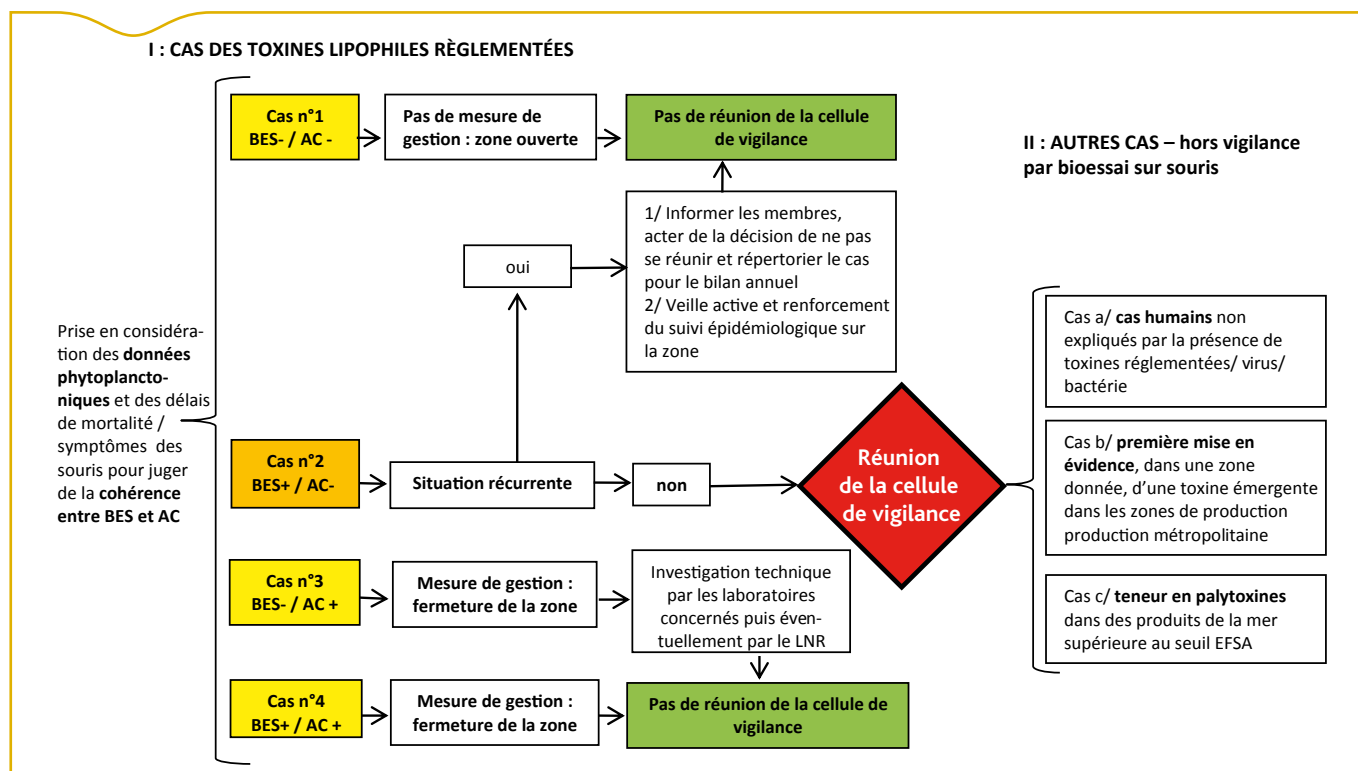 I : CAS DES TOXINES LIPOPHILES RÈGLEMENTÉES
Prise en considéra-
tion des données
phytoplancto-
niques et des délais
de mortalité /
symptômes des
souris pour juger
de la cohérence
entre BES et AC
Cas n°1
BES- / AC -
Pas de mesure de
gestion : zone ouverte
Pas de réunion de la cellule
de vigilance
oui
1/ Informer les membres,
acter de la décision de ne pas
se réunir et répertorier le cas
pour le bilan annuel
2/ Veille active et renforcement
du suivi épidémiologique sur
la zone
Cas n°2
BES+ / AC-
Situation récurrente
non
Réunion
de la cellule
de vigilance
Cas n°3
BES- / AC +
Mesure de gestion :
fermeture de la zone
Investigation technique
par les laboratoires
concernés puis éven-
tuellement par le LNR
Cas n°4
BES+ / AC +
Mesure de gestion :
fermeture de la zone
Pas de réunion de la cellule de
vigilance
II : AUTRES CAS – hors vigilance
par bioessai sur souris
Cas a/ cas humains non
expliqués par la présence de
toxines réglementées/ virus/
bactérie
Cas b/ première mise en
évidence, dans une zone
donnée, d'une toxine émergente
dans les zones de production
production métropolitaine
Cas c/ teneur en palytoxines
dans des produits de la mer
supérieure au seuil EFSA